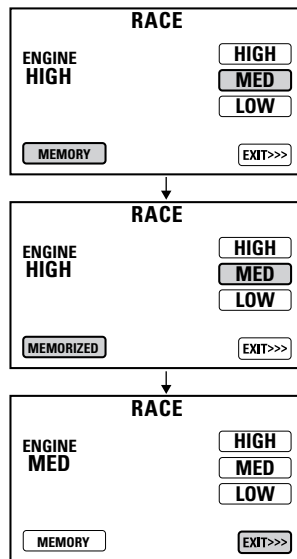 RACE
ENGINE
HIGH
HIGH
MED
LOW
MEMORY
EXIT>>>
RACE
ENGINE
HIGH
HIGH
MED
LOW
MEMORIZED
EXIT>>>
RACE
ENGINE
MED
HIGH
MED
LOW
MEMORY
EXIT>>>